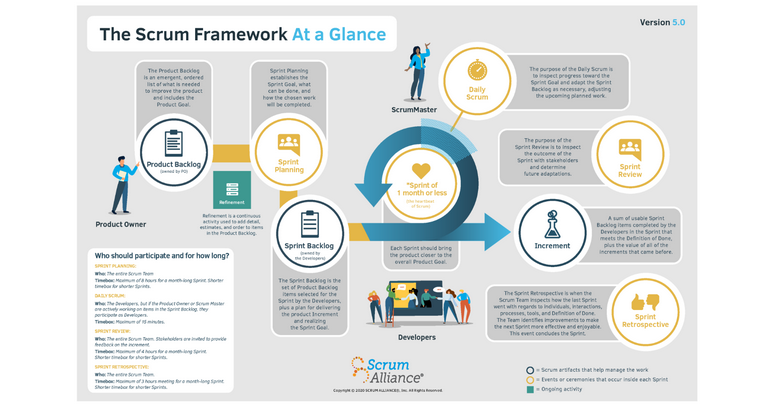 The Scrum Framework At a Glance
Version 5.0
The Product Backlog
is an emergent, ordered
list of what is needed
to improve the product
and includes the
Product Goal.
Product Backlog
(owned by PO)
Product Owner
Sprint Planning
establishes the
Sprint Goal, what
can be done, and
how the chosen work
will be completed.
Sprint
Planning
Refinement
Refinement is a continuous
activity used to add detail,
estimates, and order to items
in the Product Backlog.
Sprint Backlog
(owned by
the Developers)
The Sprint Backlog is the
set of Product Backlog
items selected for the
Sprint by the Developers,
plus a plan for delivering
the product Increment
and realizing
the Sprint Goal.
ScrumMaster
Daily
Scrum
The purpose of the Daily Scrum is
to inspect progress toward the
Sprint Goal and adapt the Sprint
Backlog as necessary, adjusting
the upcoming planned work.
"Sprint of
1 month or less
(the heartbeat
of Scrum)
Each Sprint should bring
the product closer to the
overall Product Goal.
Developers
The purpose of the
Sprint Review is to inspect
the outcome of the
Sprint with stakeholders
and determine
future adaptations.
Sprint
Review
Increment
A sum of usable Sprint
Backlog items completed by the
Developers in the Sprint that
meets the Definition of Done,
plus the value of all of the
increments that came before.
The Sprint Retrospective is when the
Scrum Team inspects how the last Sprint
went with regards to individuals, interactions,
processes, tools, and Definition of Done.
The Team identifies improvements to make
the next Sprint more effective and enjoyable.
This event concludes the Sprint.
Sprint
Retrospective
Who should participate and for how long?
SPRINT PLANNING:
Who: The entire Scrum Team
Timebox: Maximum of 8 hours for a month-long Sprint. Shorter
timebox for shorter Sprints.
DAILY SCRUM:
Who: The Developers, but if the Product Owner or Scrum Master
are actively working on items in the Sprint Backlog, they
participate as Developers.
Timebox: Maximum of 15 minutes.
SPRINT REVIEW:
Who: The entire Scrum Team. Stakeholders are invited to provide
feedback on the increment.
Timebox: Maximum of 4 hours for a month-long Sprint
Shorter timebox for shorter Sprints.
SPRINT RETROSPECTIVE:
Who: The entire Scrum Team.
Timebox: Maximum of 3 hours meeting for a month-long Sprint
Shorter timebox for shorter Sprints.
Scrum
Alliance®
Copyright © 2020 SCRUM ALLIANCE®, Inc. All Rights Reserved.
= Scrum artifacts that help manage the work
= Events or ceremonies that occur inside each Sprint
= Ongoing activity